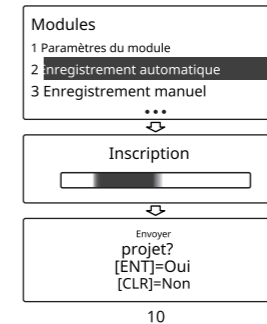 Modules
1 Paramètres du module
2 Enregistrement automatique
3 Enregistrement manuel
•••
Inscription
Envoyer
projet?
[ENT]=Oui
[CLR]=Non
10